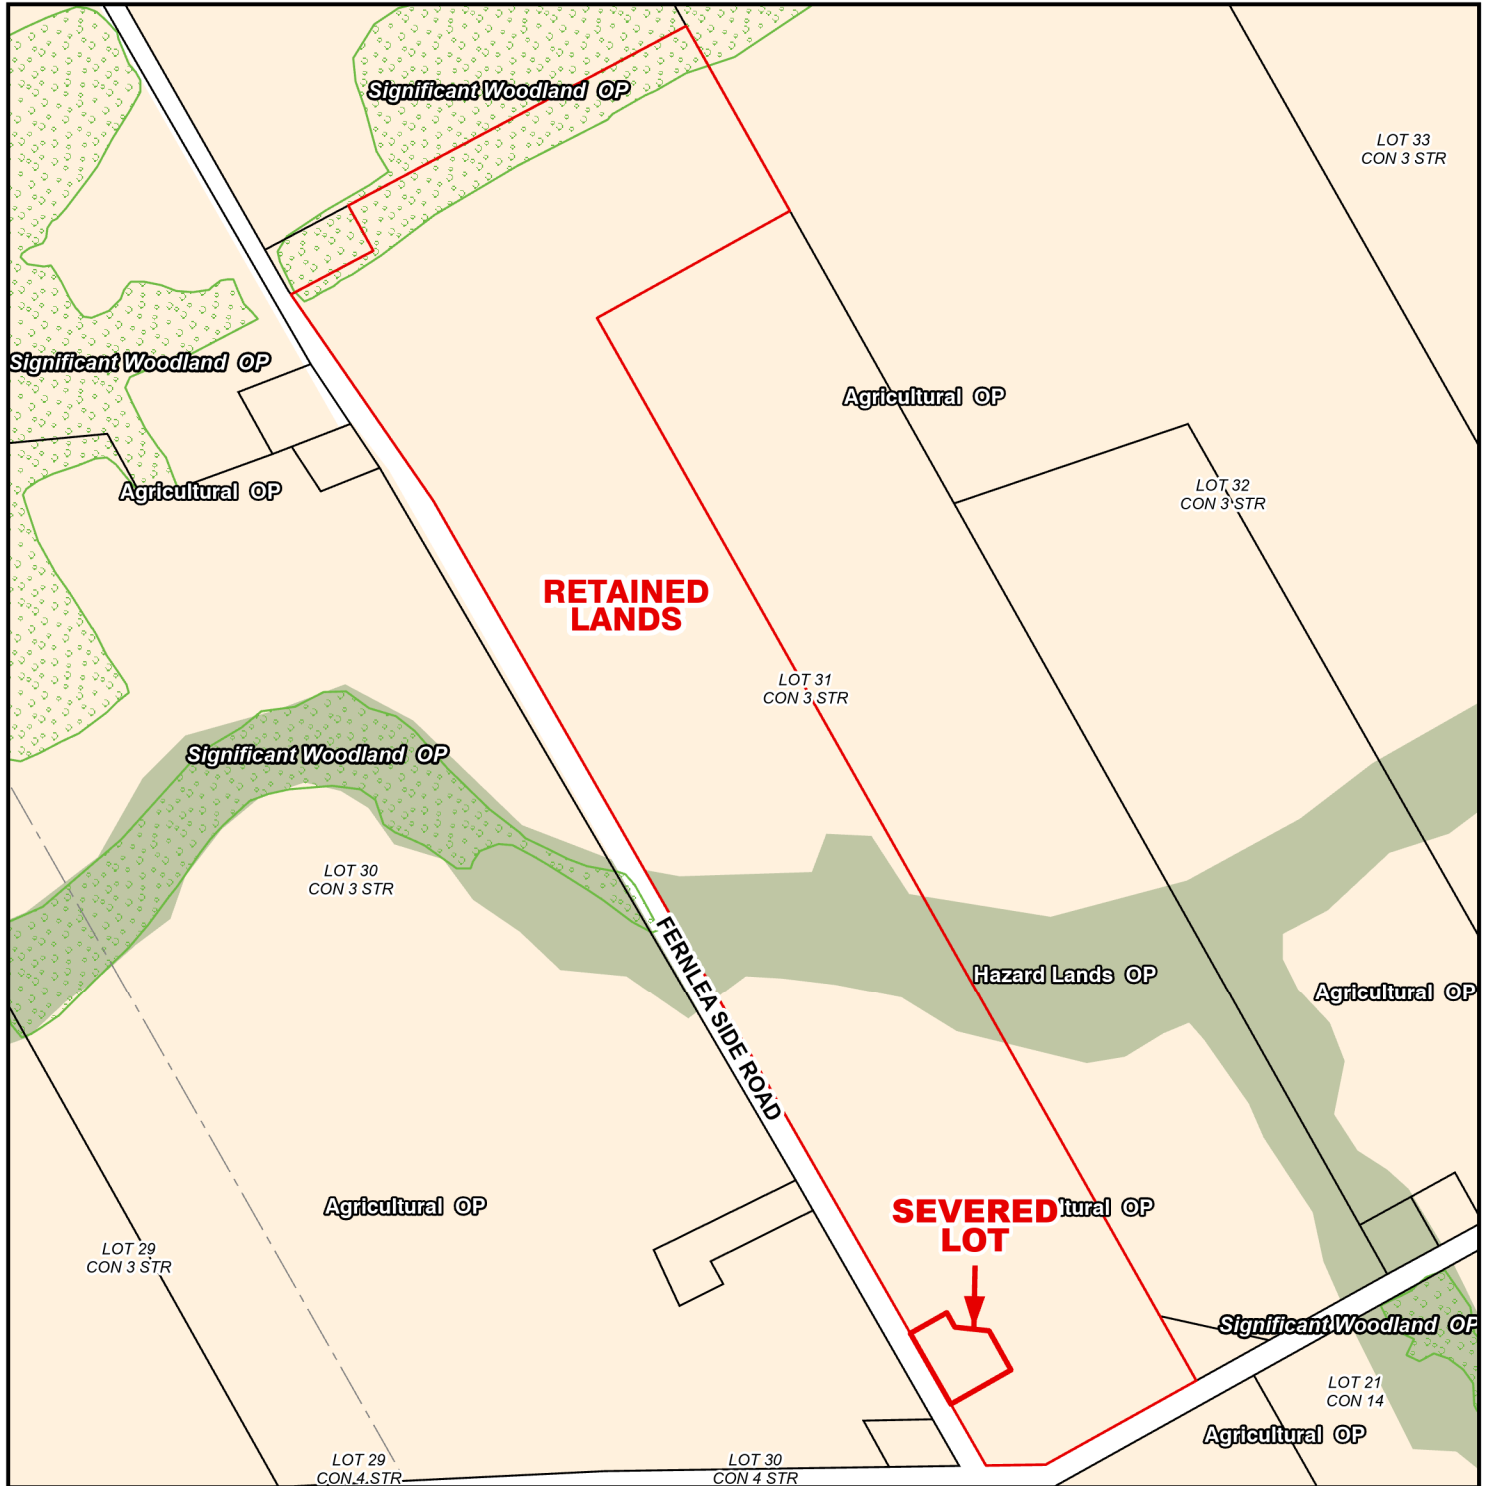 Significant Woodland OP
LOT 33
CON 3 STR
Significant Woodland OP
Agricultural OP
Agricultural OP
LOT 32
CON 3 STR
RETAINED
LANDS
LOT 31
CON 3 STR
Significant Woodland OP
LOT 30
CON 3 STR
FERNLEA SIDE ROAD
Hazard Lands OP
Agricultural OP
Agricultural OP
SEVERED
LOT
ltural OP
LOT 29
CON 3 STR
Significant Woodland OP
LOT 21
CON 14
Agricultural OP
LOT 29
CON 4 STR
LOT 30
CON 4 STR